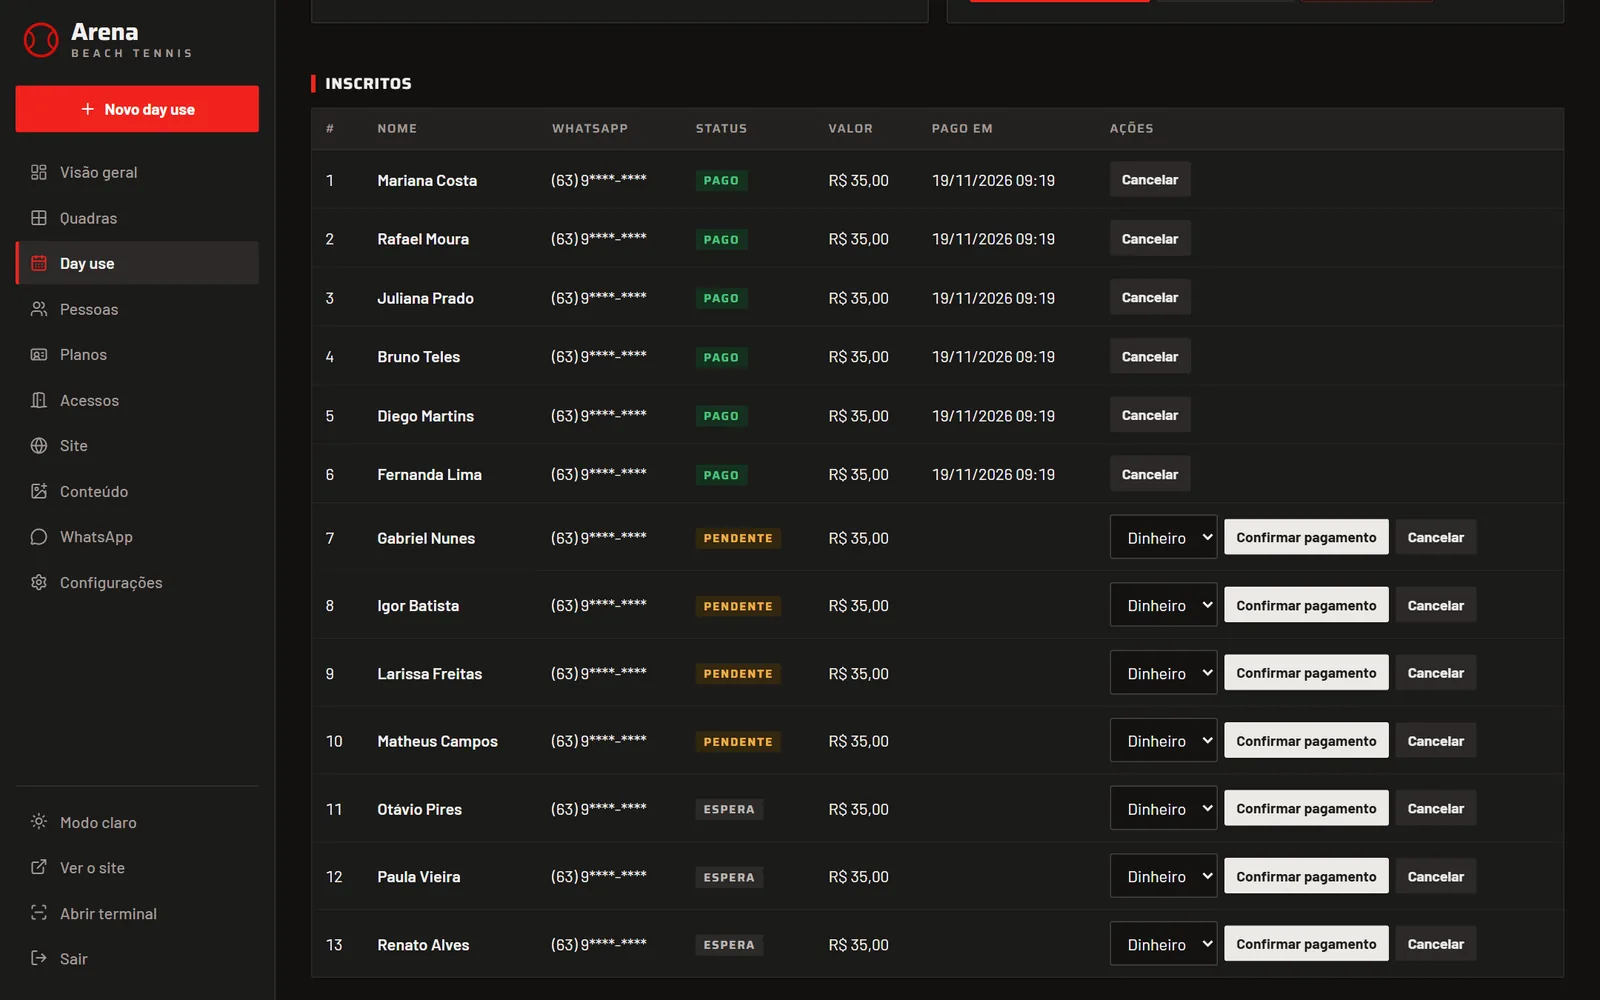 Arena
BEACH TENNIS
Novo day use
Visão geral
Quadras
Day use
Pessoas
Planos
Acessos
Site
Conteúdo
WhatsApp
Configurações
Modo claro
Ver o site
Abrir terminal
Sair
INSCRITOS
# NOME WHATSAPP STATUS VALOR PAGO EM AÇÕES
1 Mariana Costa (63) 9****-**** PAGO R$ 35,00 19/11/2026 09:19 Cancelar
2 Rafael Moura (63) 9****-**** PAGO R$ 35,00 19/11/2026 09:19 Cancelar
3 Juliana Prado (63) 9****-**** PAGO R$ 35,00 19/11/2026 09:19 Cancelar
4 Bruno Teles (63) 9****-**** PAGO R$ 35,00 19/11/2026 09:19 Cancelar
5 Diego Martins (63) 9****-**** PAGO R$ 35,00 19/11/2026 09:19 Cancelar
6 Fernanda Lima (63) 9****-**** PAGO R$ 35,00 19/11/2026 09:19 Cancelar
7 Gabriel Nunes (63) 9****-**** PENDENTE R$ 35,00 Dinheiro Confirmar pagamento Cancelar
8 Igor Batista (63) 9****-**** PENDENTE R$ 35,00 Dinheiro Confirmar pagamento Cancelar
9 Larissa Freitas (63) 9****-**** PENDENTE R$ 35,00 Dinheiro Confirmar pagamento Cancelar
10 Matheus Campos (63) 9****-**** PENDENTE R$ 35,00 Dinheiro Confirmar pagamento Cancelar
11 Otávio Pires (63) 9****-**** ESPERA R$ 35,00 Dinheiro Confirmar pagamento Cancelar
12 Paula Vieira (63) 9****-**** ESPERA R$ 35,00 Dinheiro Confirmar pagamento Cancelar
13 Renato Alves (63) 9****-**** ESPERA R$ 35,00 Dinheiro Confirmar pagamento Cancelar